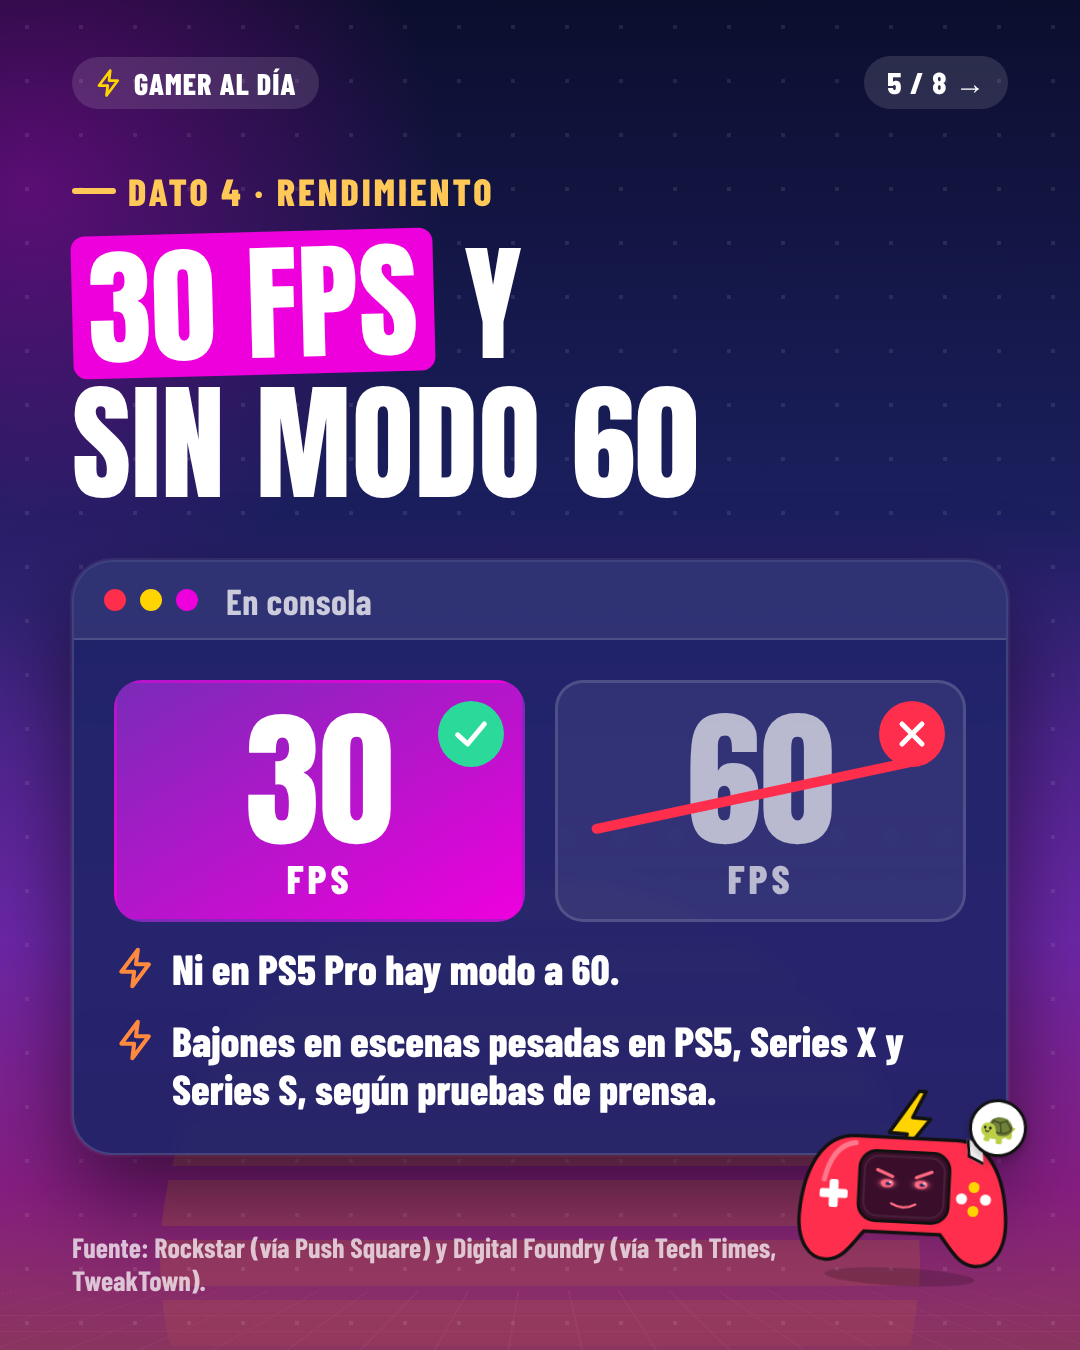 GAMER AL DÍA
5 / 8 →
DATO 4 · RENDIMIENTO
30 FPS Y
SIN MODO 60
En consola
30
FPS
60
FPS
Ni en PS5 Pro hay modo a 60.
Bajones en escenas pesadas en PS5, Series X y
Series S, según pruebas de prensa.
Fuente: Rockstar (vía Push Square) y Digital Foundry (vía Tech Times,
TweakTown).